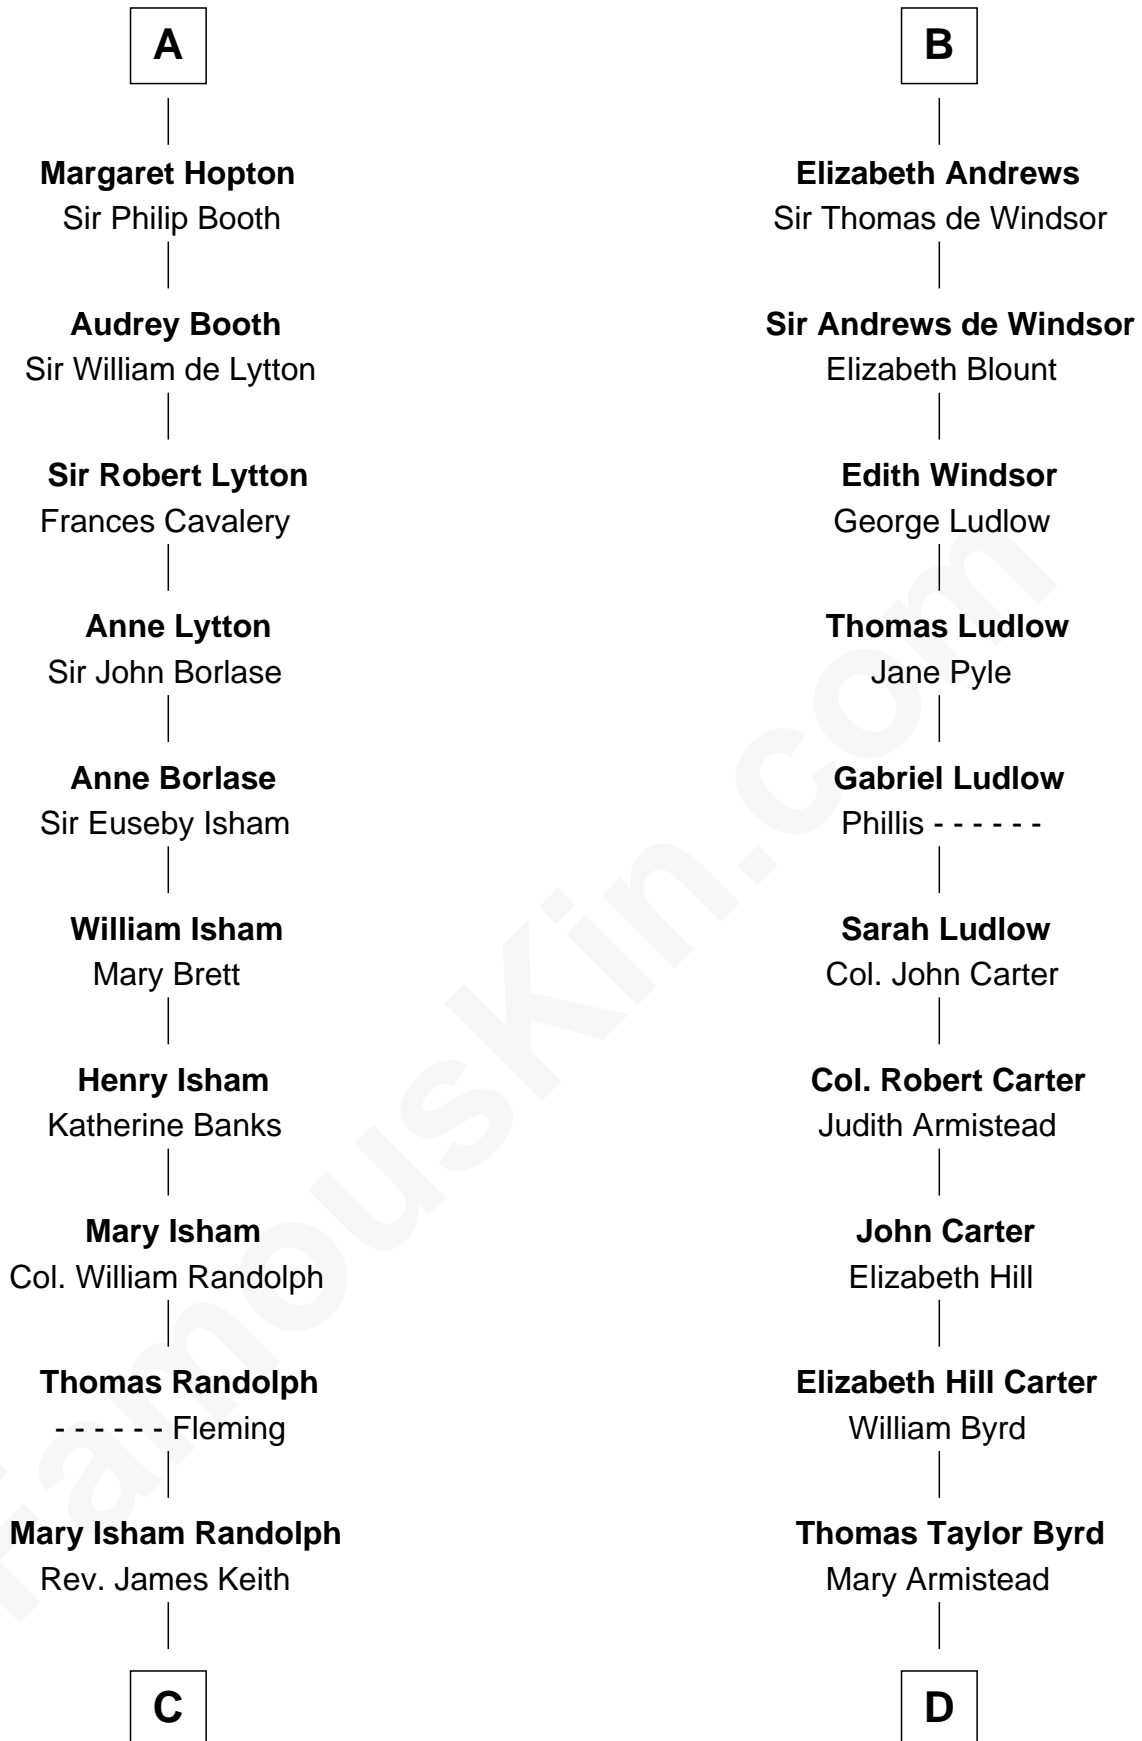 A
Margaret Hopton
Sir Philip Booth
Audrey Booth
Sir William de Lytton
Sir Robert Lytton
Frances Cavalery
Anne Lytton
Sir John Borlase
Anne Borlase
Sir Euseby Isham
William Isham
Mary Brett
Henry Isham
Katherine Banks
Mary Isham
Col. William Randolph
Thomas Randolph
- - - - - - Fleming
Mary Isham Randolph
Rev. James Keith
C
B
Elizabeth Andrews
Sir Thomas de Windsor
Sir Andrews de Windsor
Elizabeth Blount
Edith Windsor
George Ludlow
Thomas Ludlow
Jane Pyle
Gabriel Ludlow
Phillis - - - - - -
Sarah Ludlow
Col. John Carter
Col. Robert Carter
Judith Armistead
John Carter
Elizabeth Hill
Elizabeth Hill Carter
William Byrd
Thomas Taylor Byrd
Mary Armistead
D
FamousKin.com